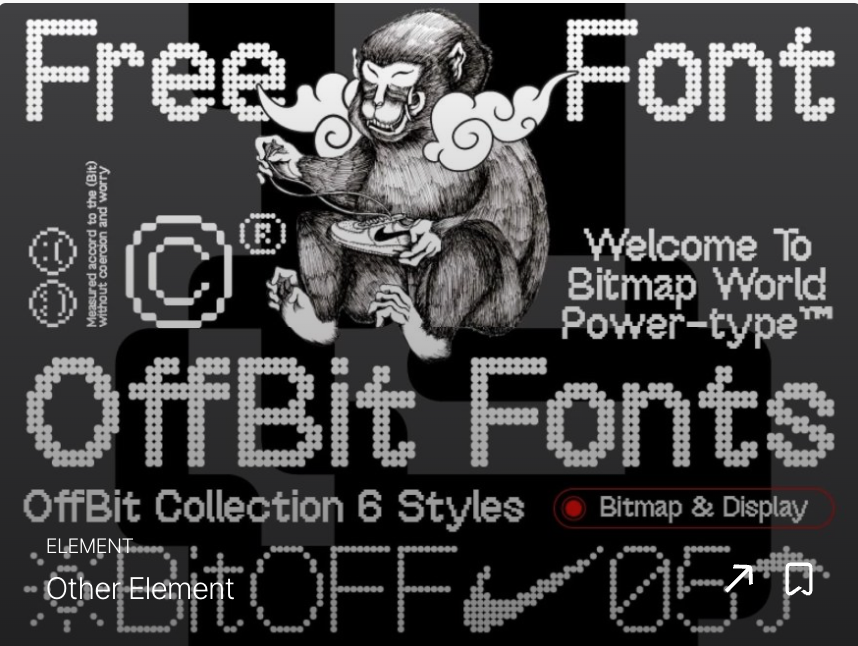 Free Font
Measured accord to the (Bit)
without coercion and worry
©
®
Welcome To
Bitmap World
Power-type™
OffBit Fonts
OffBit Collection 6 Styles
Bitmap & Display
ELEMENT
BitOFF 05
Other Element